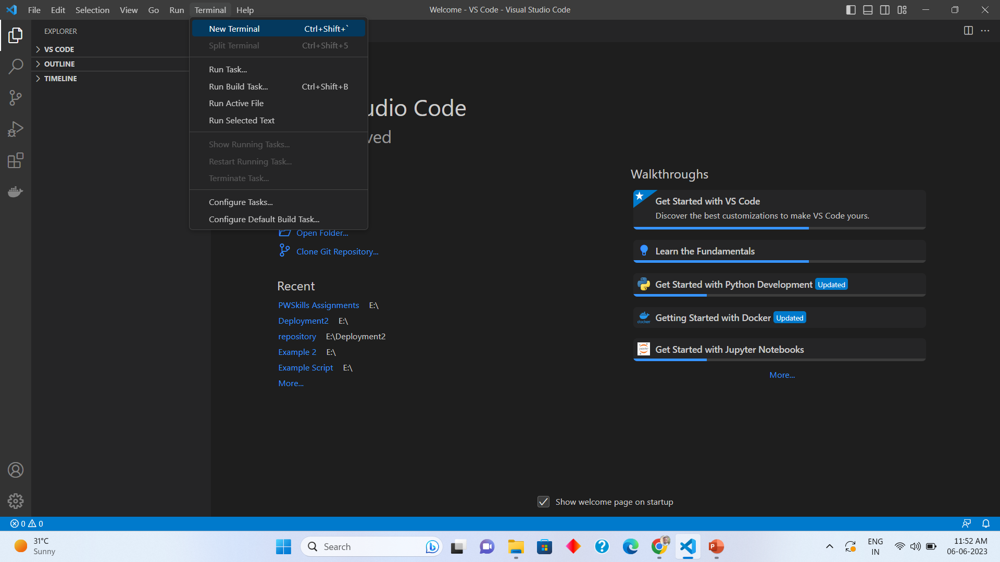 File Edit Selection View Go Run Terminal Help
Welcome - VS Code - Visual Studio Code
EXPLORER
VS CODE
OUTLINE
TIMELINE
New Terminal Ctrl+Shift+`
Split Terminal Ctrl+Shift+5
Run Task...
Run Build Task... Ctrl+Shift+B
Run Active File
Run Selected Text
Show Running Tasks...
Restart Running Task...
Terminate Task...
Configure Tasks...
Configure Default Build Task...
udio Code
ved
Open Folder...
Clone Git Repository...
Recent
PWSkills Assignments E:\
Deployment2 E:\
repository E:\Deployment2
Example 2 E:\
Example Script E:\
More...
Walkthroughs
Get Started with VS Code
Discover the best customizations to make VS Code yours.
Learn the Fundamentals
Get Started with Python Development Updated
docker
Getting Started with Docker Updated
jupyter
Get Started with Jupyter Notebooks
More...
Show welcome page on startup
0 0
31°C
Sunny
Search
P
ENG
IN
11:52 AM
06-06-2023